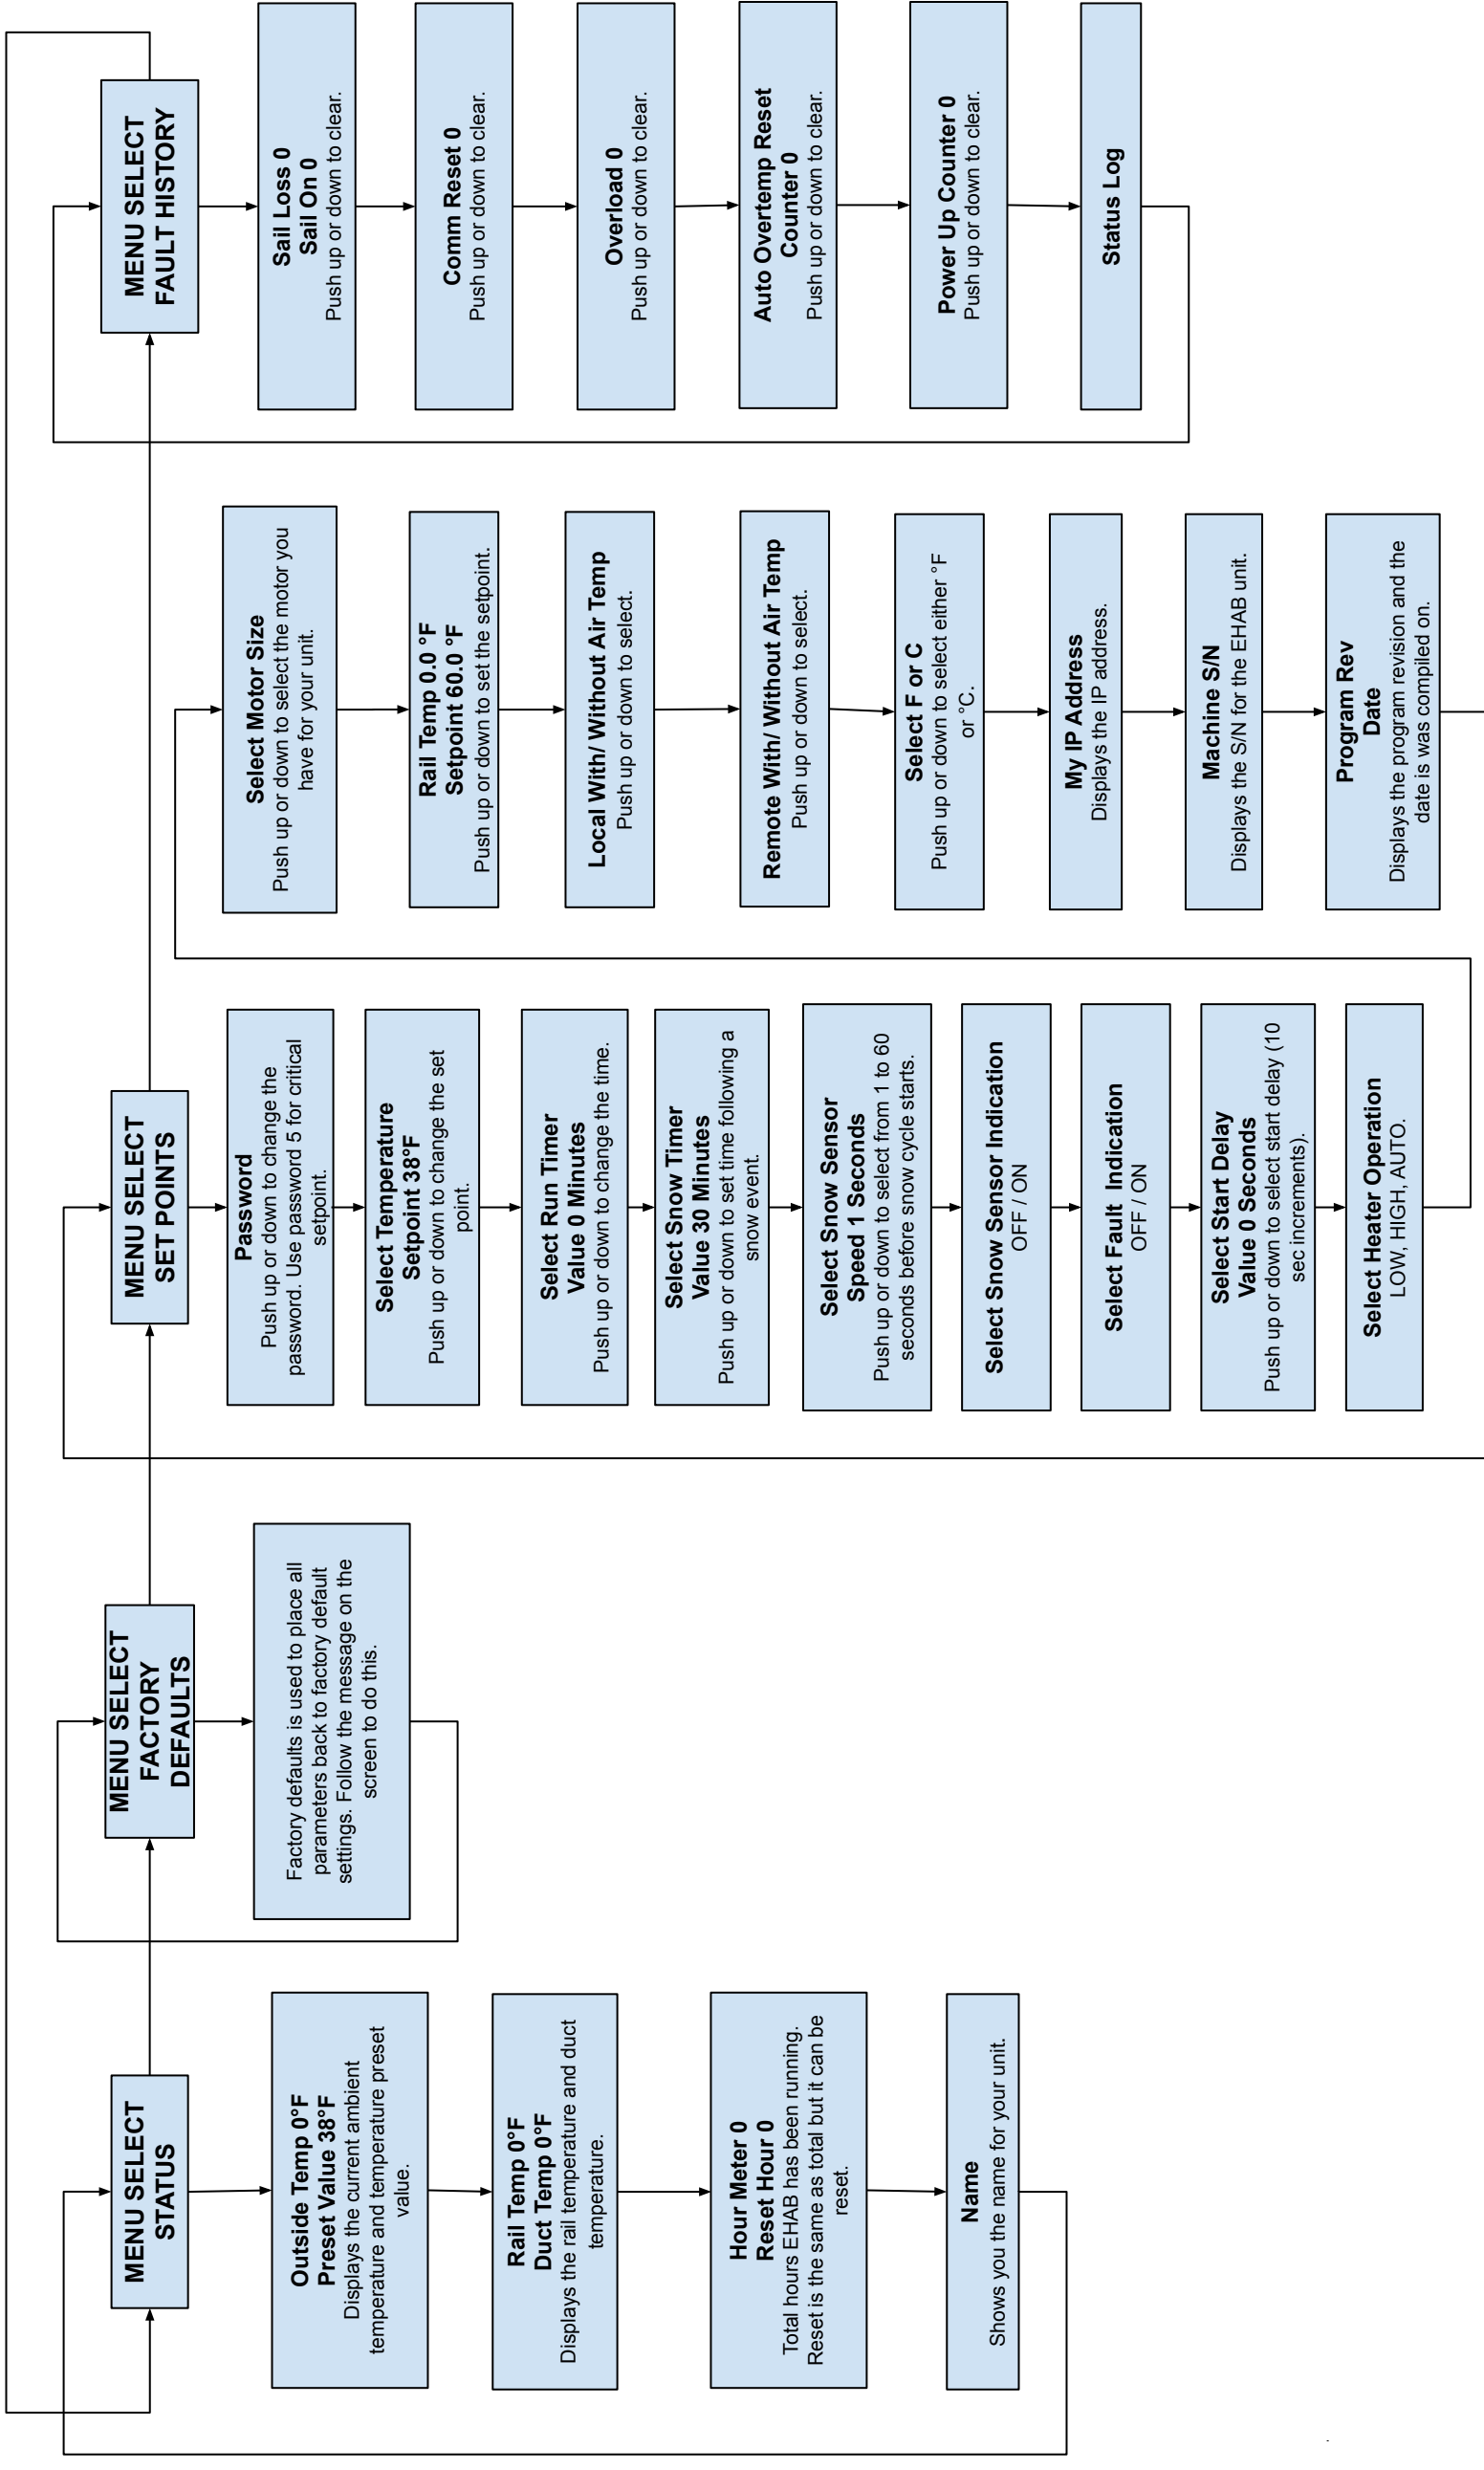 MENU SELECT
STATUS
Outside Temp 0°F
Preset Value 38°F
Displays the current ambient
temperature and temperature preset
value.
Rail Temp 0°F
Duct Temp 0°F
Displays the rail temperature and duct
temperature.
Hour Meter 0
Reset Hour 0
Total hours EHAB has been running.
Reset is the same as total but it can be
reset.
Name
Shows you the name for your unit.
MENU SELECT
FACTORY
DEFAULTS
Factory defaults is used to place all
parameters back to factory default
settings. Follow the message on the
screen to do this.
MENU SELECT
SET POINTS
Password
Push up or down to change the
password. Use password 5 for critical
setpoint.
Select Temperature
Setpoint 38°F
Push up or down to change the set
point.
Select Run Timer
Value 0 Minutes
Push up or down to change the time.
Select Snow Timer
Value 30 Minutes
Push up or down to set time following a
snow event.
Select Snow Sensor
Speed 1 Seconds
Push up or down to select from 1 to 60
seconds before snow cycle starts.
Select Snow Sensor Indication
OFF / ON
Select Fault Indication
OFF / ON
Select Start Delay
Value 0 Seconds
Push up or down to select start delay (10
sec increments).
Select Heater Operation
LOW, HIGH, AUTO.
Select Motor Size
Push up or down to select the motor you
have for your unit.
Rail Temp 0.0 °F
Setpoint 60.0 °F
Push up or down to set the setpoint.
Local With/ Without Air Temp
Push up or down to select.
Remote With/ Without Air Temp
Push up or down to select.
Select F or C
Push up or down to select either °F
or °C.
My IP Address
Displays the IP address.
Machine S/N
Displays the S/N for the EHAB unit.
Program Rev
Date
Displays the program revision and the
date is was compiled on.
MENU SELECT
FAULT HISTORY
Sail Loss 0
Sail On 0
Push up or down to clear.
Comm Reset 0
Push up or down to clear.
Overload 0
Push up or down to clear.
Auto Overtemp Reset
Counter 0
Push up or down to clear.
Power Up Counter 0
Push up or down to clear.
Status Log